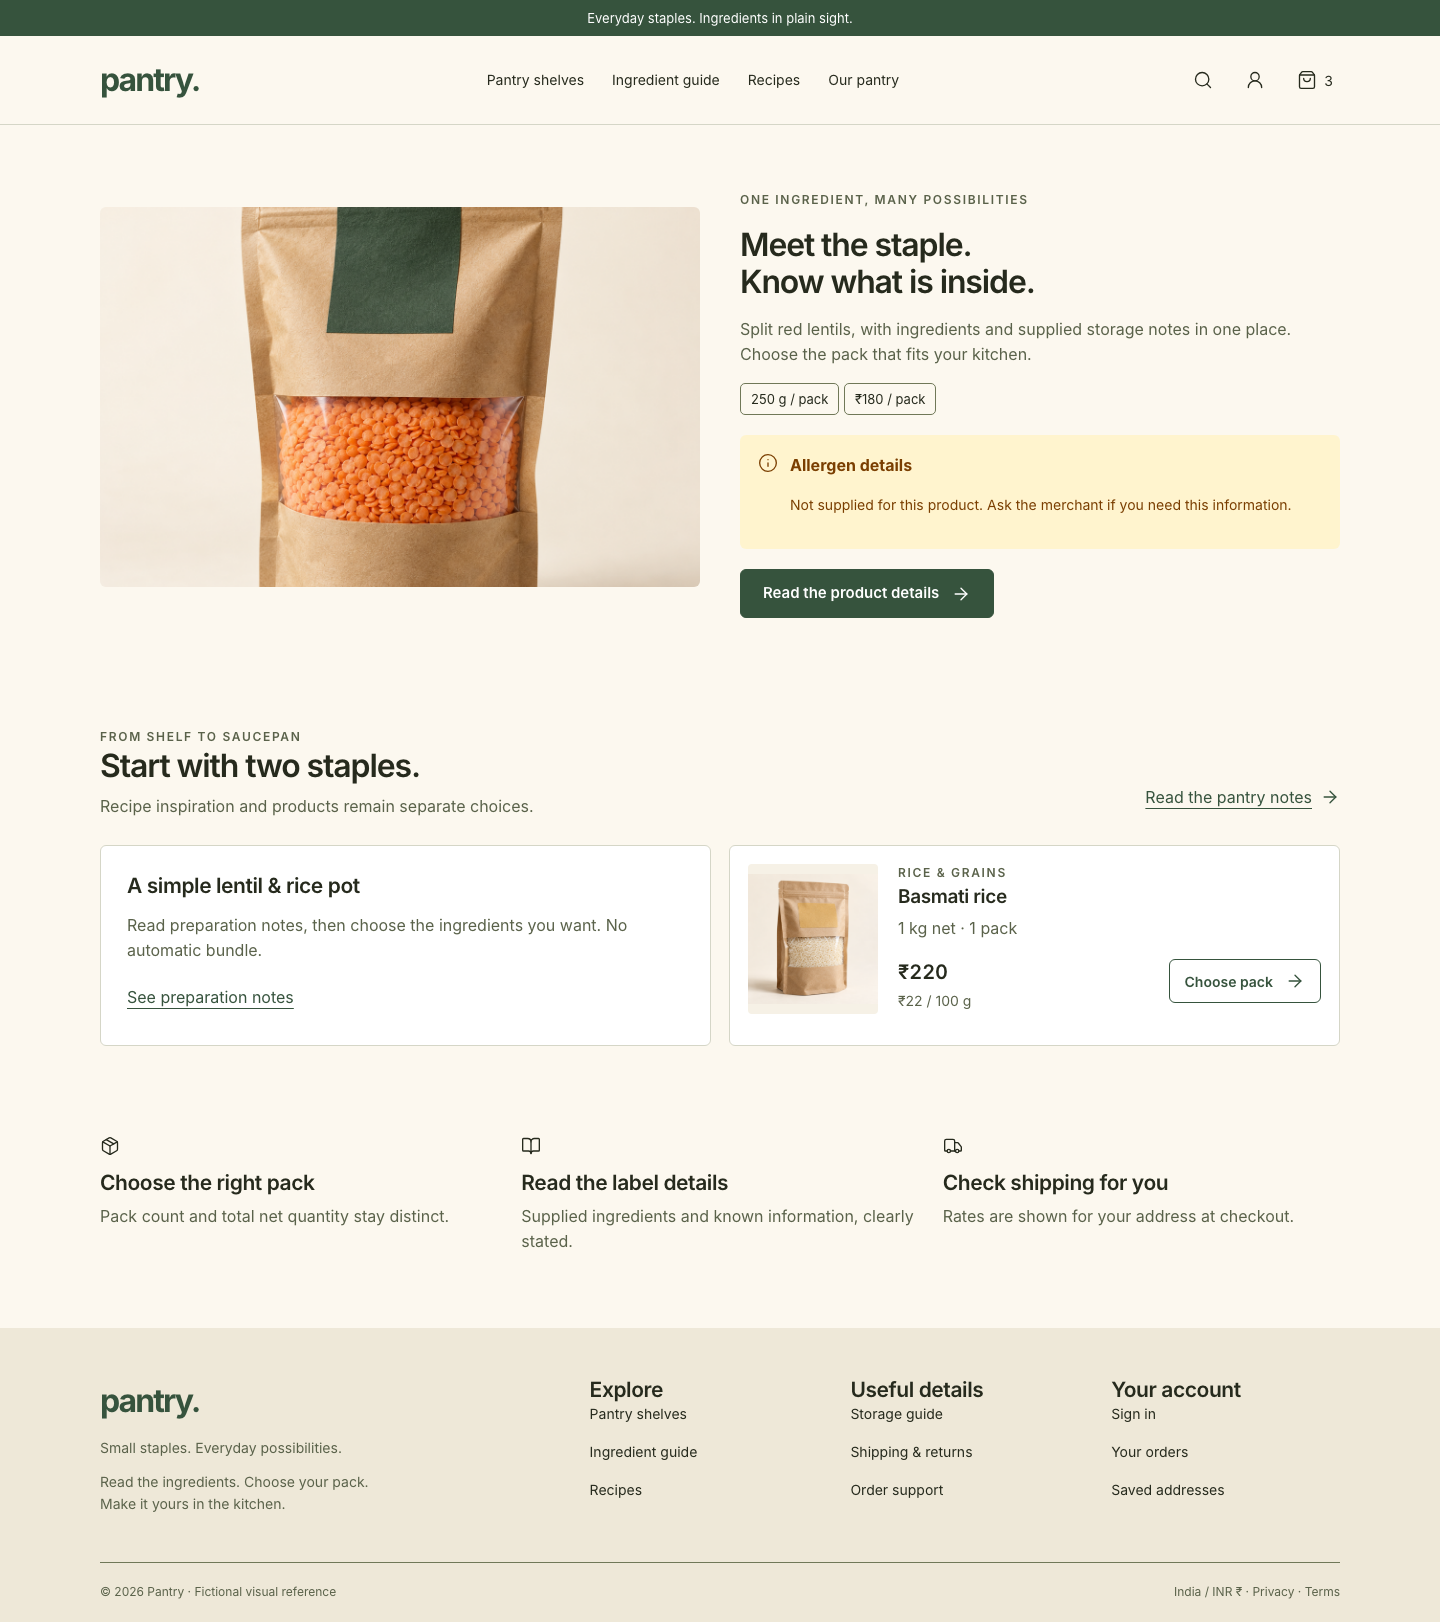 Everyday staples. Ingredients in plain sight.
pantry.
Pantry shelves
Ingredient guide
Recipes
Our pantry
3
ONE INGREDIENT, MANY POSSIBILITIES
Meet the staple.
Know what is inside.
Split red lentils, with ingredients and supplied storage notes in one place.
Choose the pack that fits your kitchen.
250 g / pack
₹180 / pack
Allergen details
Not supplied for this product. Ask the merchant if you need this information.
Read the product details
FROM SHELF TO SAUCEPAN
Start with two staples.
Recipe inspiration and products remain separate choices.
Read the pantry notes
A simple lentil & rice pot
Read preparation notes, then choose the ingredients you want. No
automatic bundle.
See preparation notes
RICE & GRAINS
Basmati rice
1 kg net · 1 pack
₹220
₹22 / 100 g
Choose pack
Choose the right pack
Pack count and total net quantity stay distinct.
Read the label details
Supplied ingredients and known information, clearly
stated.
Check shipping for you
Rates are shown for your address at checkout.
pantry.
Small staples. Everyday possibilities.
Read the ingredients. Choose your pack.
Make it yours in the kitchen.
Explore
Pantry shelves
Ingredient guide
Recipes
Useful details
Storage guide
Shipping & returns
Order support
Your account
Sign in
Your orders
Saved addresses
© 2026 Pantry · Fictional visual reference
India / INR ₹ · Privacy · Terms